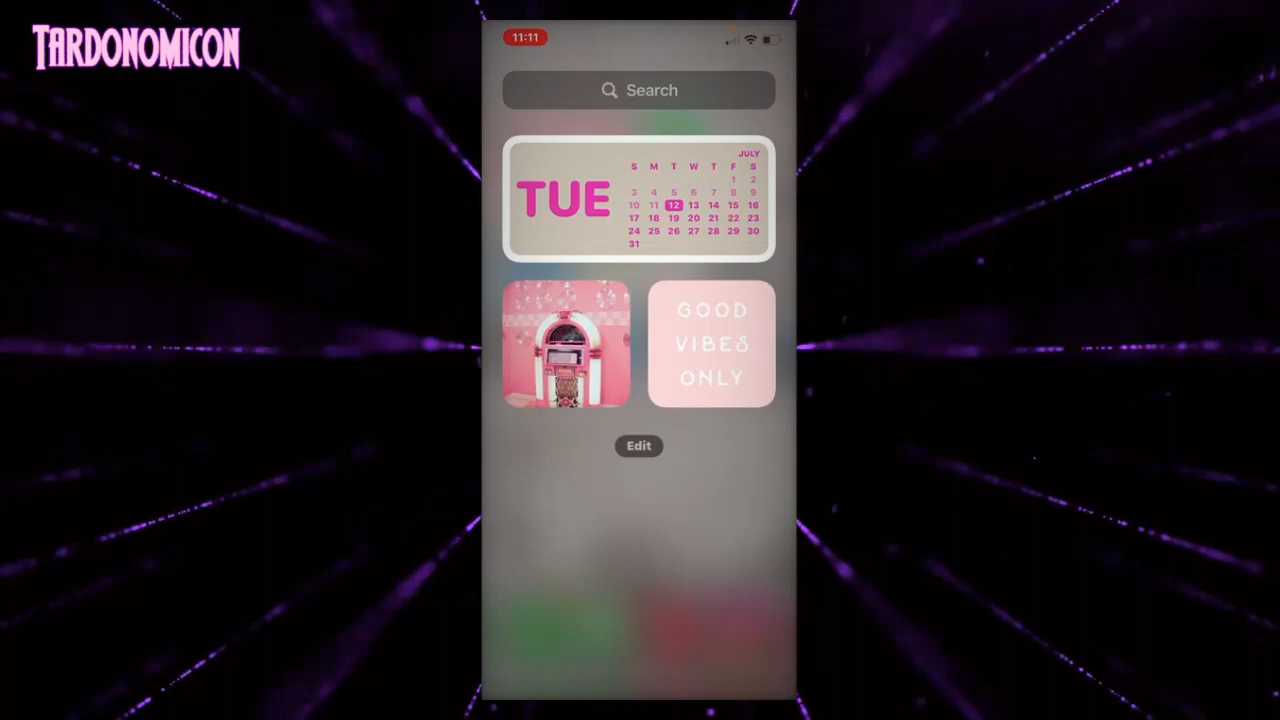 TARDONOMICON
11:11
Search
JULY
S M T W T F S
1 2
3 4 5 6 7 8 9
TUE
10 11 12 13 14 15 16
17 18 19 20 21 22 23
24 25 26 27 28 29 30
31
GOOD
VIBES
ONLY
Edit